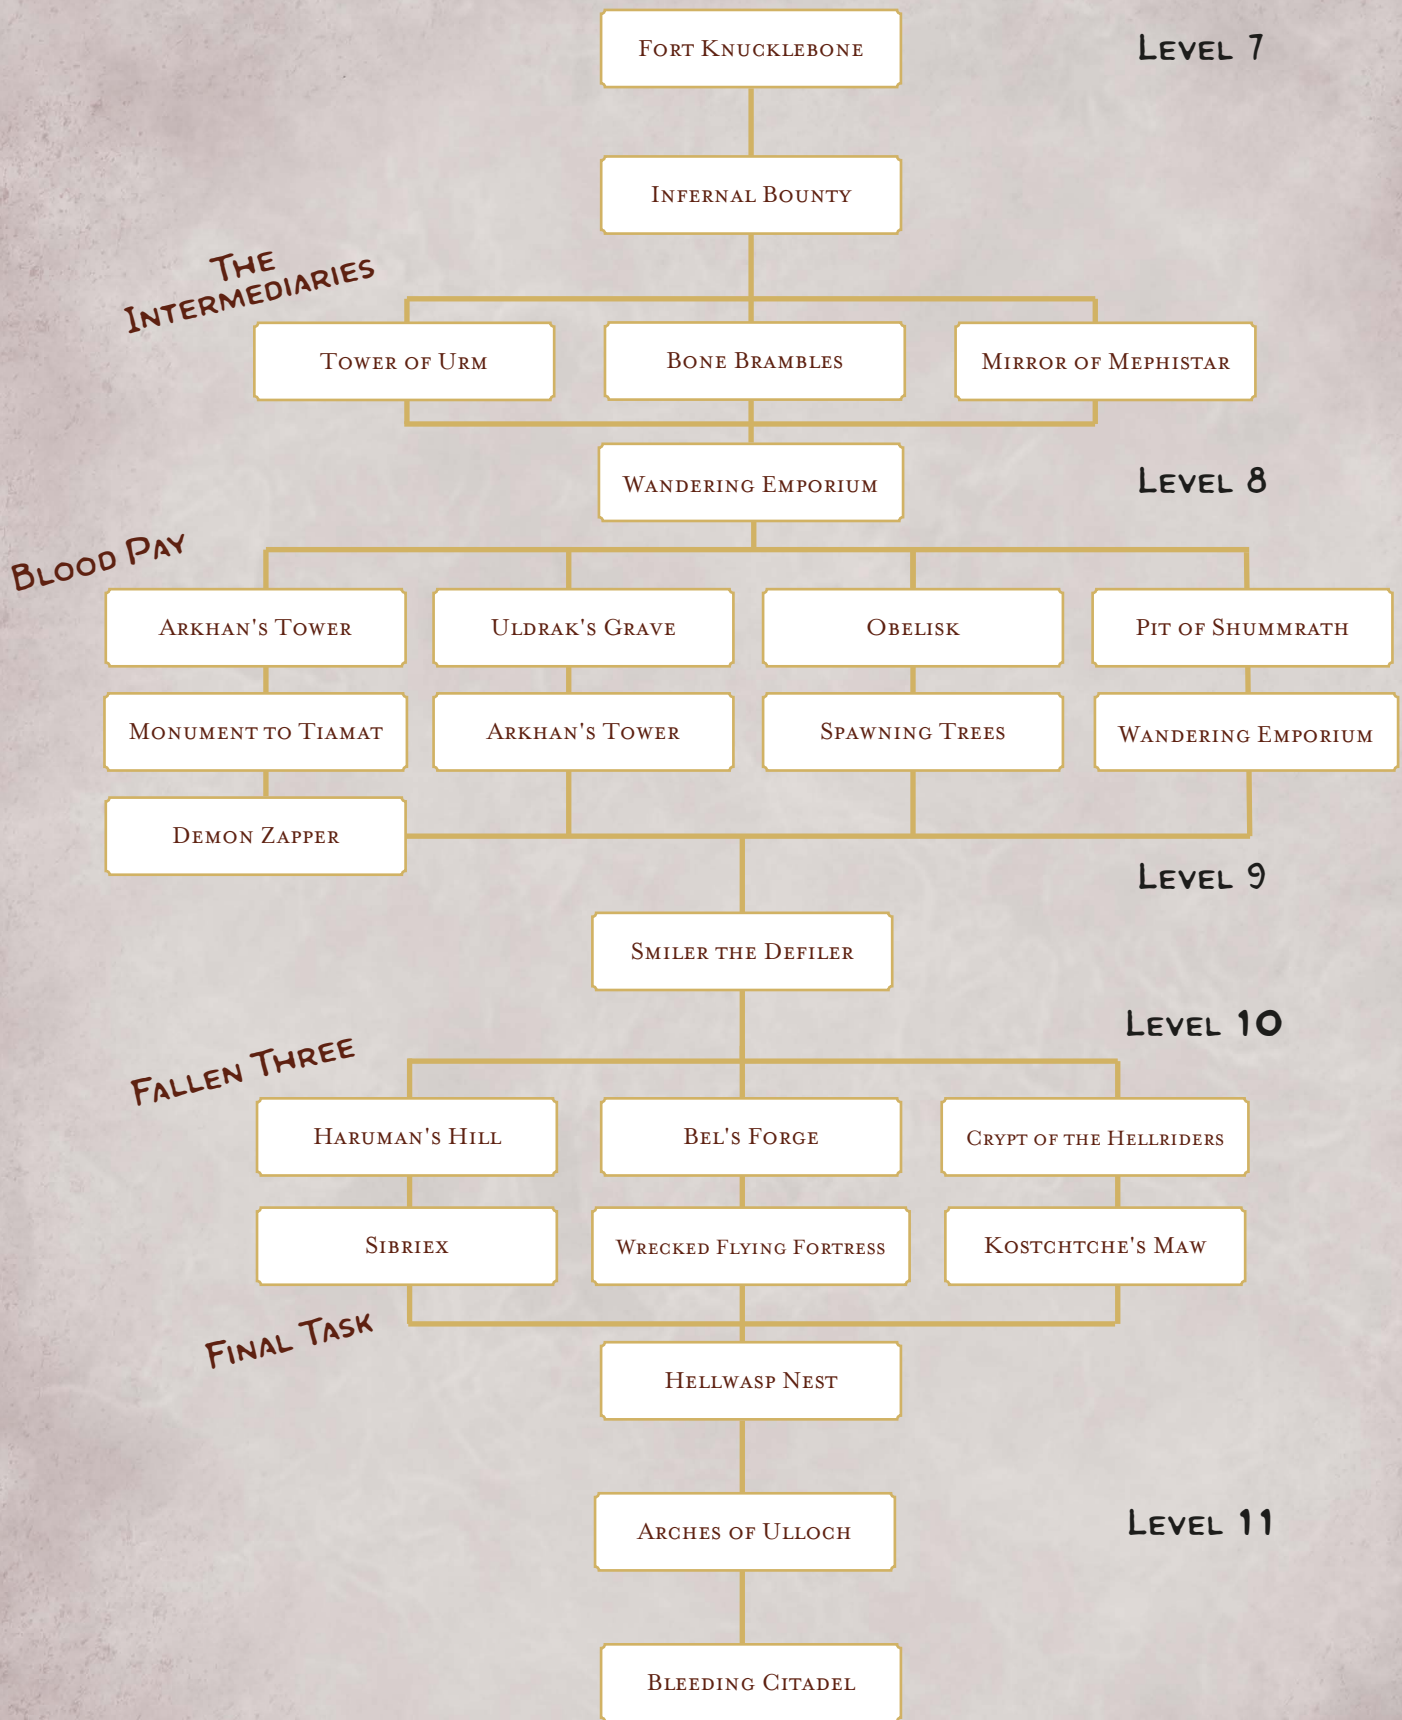 Fort Knucklebone
Level 7
Infernal Bounty
The
Intermediaries
Tower of Urm
Bone Brambles
Mirror of Mephistar
Wandering Emporium
Level 8
Blood Pay
Arkhan's Tower
Uldrak's Grave
Obelisk
Pit of Shummrath
Monument to Tiamat
Arkhan's Tower
Spawning Trees
Wandering Emporium
Demon Zapper
Level 9
Smiler the Defiler
Level 10
Fallen Three
Haruman's Hill
Bel's Forge
Crypt of the Hellriders
Sibriex
Wrecked Flying Fortress
Kostchtche's Maw
Final Task
Hellwasp Nest
Arches of Ulloch
Level 11
Bleeding Citadel